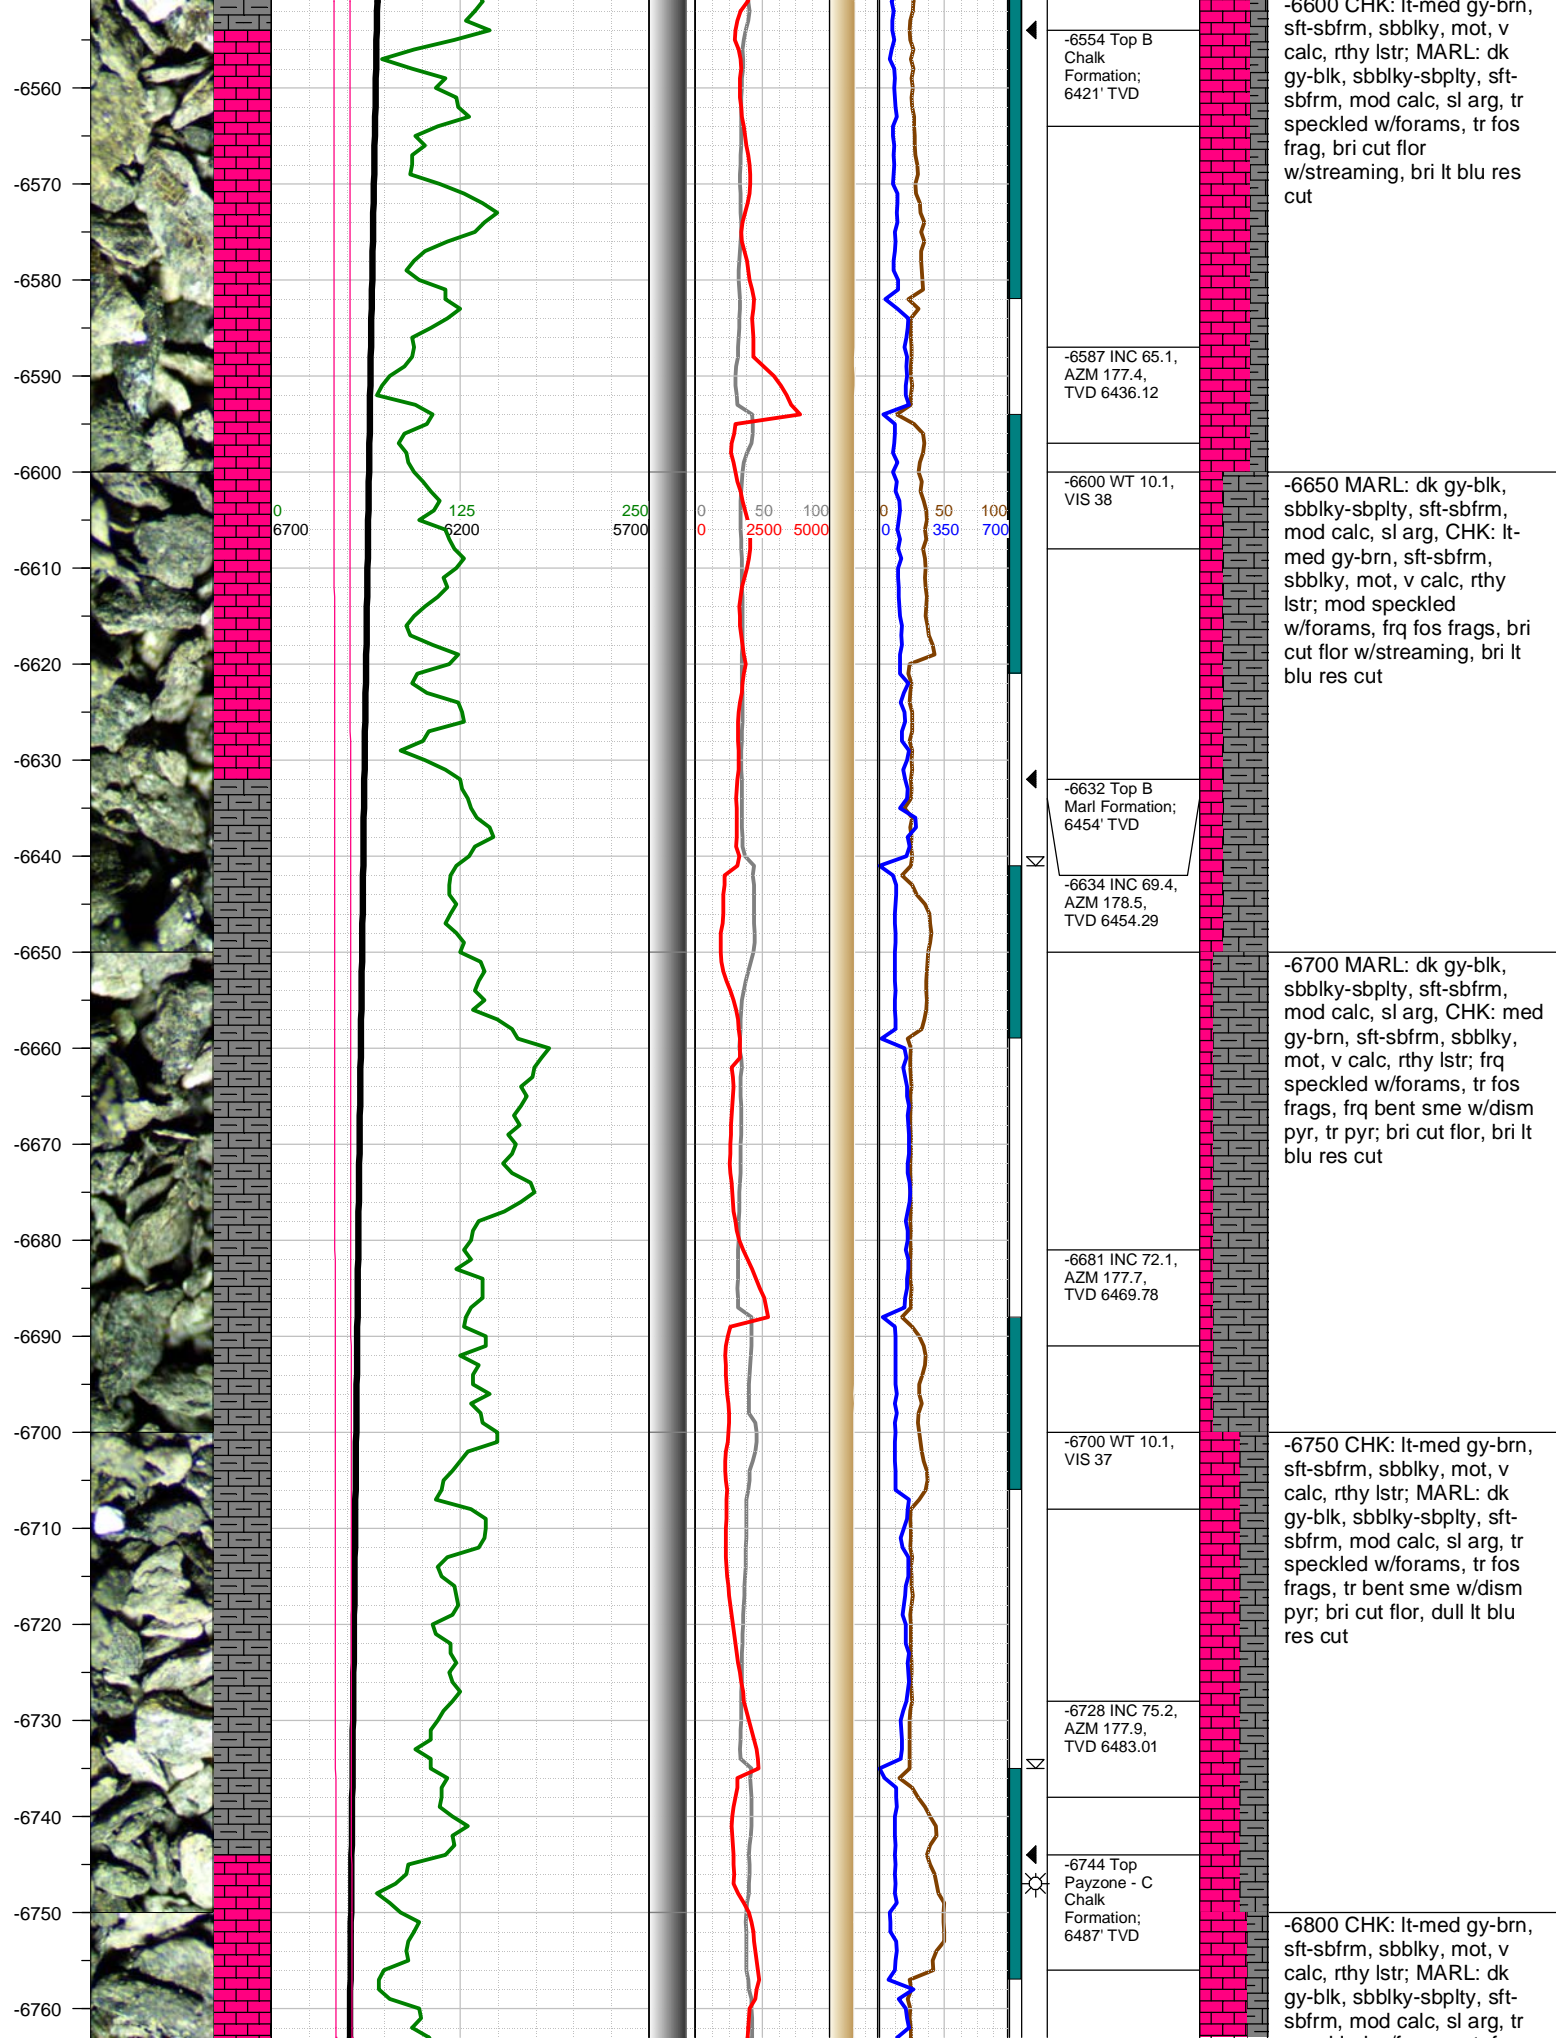 -6560
-6570
-6580
-6590
-6600
-6610
-6620
-6630
-6640
-6650
-6660
-6670
-6680
-6690
-6700
-6710
-6720
-6730
-6740
-6750
-6760
0 125 250
6700 6200 5700
0 50 100
0 2500 5000
0 50 100
0 350 700
-6554 Top B
Chalk
Formation;
6421' TVD
-6587 INC 65.1,
AZM 177.4,
TVD 6436.12
-6600 WT 10.1,
VIS 38
-6632 Top B
Marl Formation;
6454' TVD
-6634 INC 69.4,
AZM 178.5,
TVD 6454.29
-6681 INC 72.1,
AZM 177.7,
TVD 6469.78
-6700 WT 10.1,
VIS 37
-6728 INC 75.2,
AZM 177.9,
TVD 6483.01
-6744 Top
Payzone - C
Chalk
Formation;
6487' TVD
-6600 CHK: lt-med gy-brn,
sft-sbfrm, sbblky, mot, v
calc, rthy lstr; MARL: dk
gy-blk, sbblky-sbplty, sft-
sbfrm, mod calc, sl arg, tr
speckled w/forams, tr fos
frag, bri cut flor
w/streaming, bri lt blu res
cut
-6650 MARL: dk gy-blk,
sbblky-sbplty, sft-sbfrm,
mod calc, sl arg, CHK: lt-
med gy-brn, sft-sbfrm,
sbblky, mot, v calc, rthy
lstr; mod speckled
w/forams, frq fos frags, bri
cut flor w/streaming, bri lt
blu res cut
-6700 MARL: dk gy-blk,
sbblky-sbplty, sft-sbfrm,
mod calc, sl arg, CHK: med
gy-brn, sft-sbfrm, sbblky,
mot, v calc, rthy lstr; frq
speckled w/forams, tr fos
frags, frq bent sme w/dism
pyr, tr pyr; bri cut flor, bri lt
blu res cut
-6750 CHK: lt-med gy-brn,
sft-sbfrm, sbblky, mot, v
calc, rthy lstr; MARL: dk
gy-blk, sbblky-sbplty, sft-
sbfrm, mod calc, sl arg, tr
speckled w/forams, tr fos
frags, tr bent sme w/dism
pyr; bri cut flor, dull lt blu
res cut
-6800 CHK: lt-med gy-brn,
sft-sbfrm, sbblky, mot, v
calc, rthy lstr; MARL: dk
gy-blk, sbblky-sbplty, sft-
sbfrm, mod calc, sl arg, tr